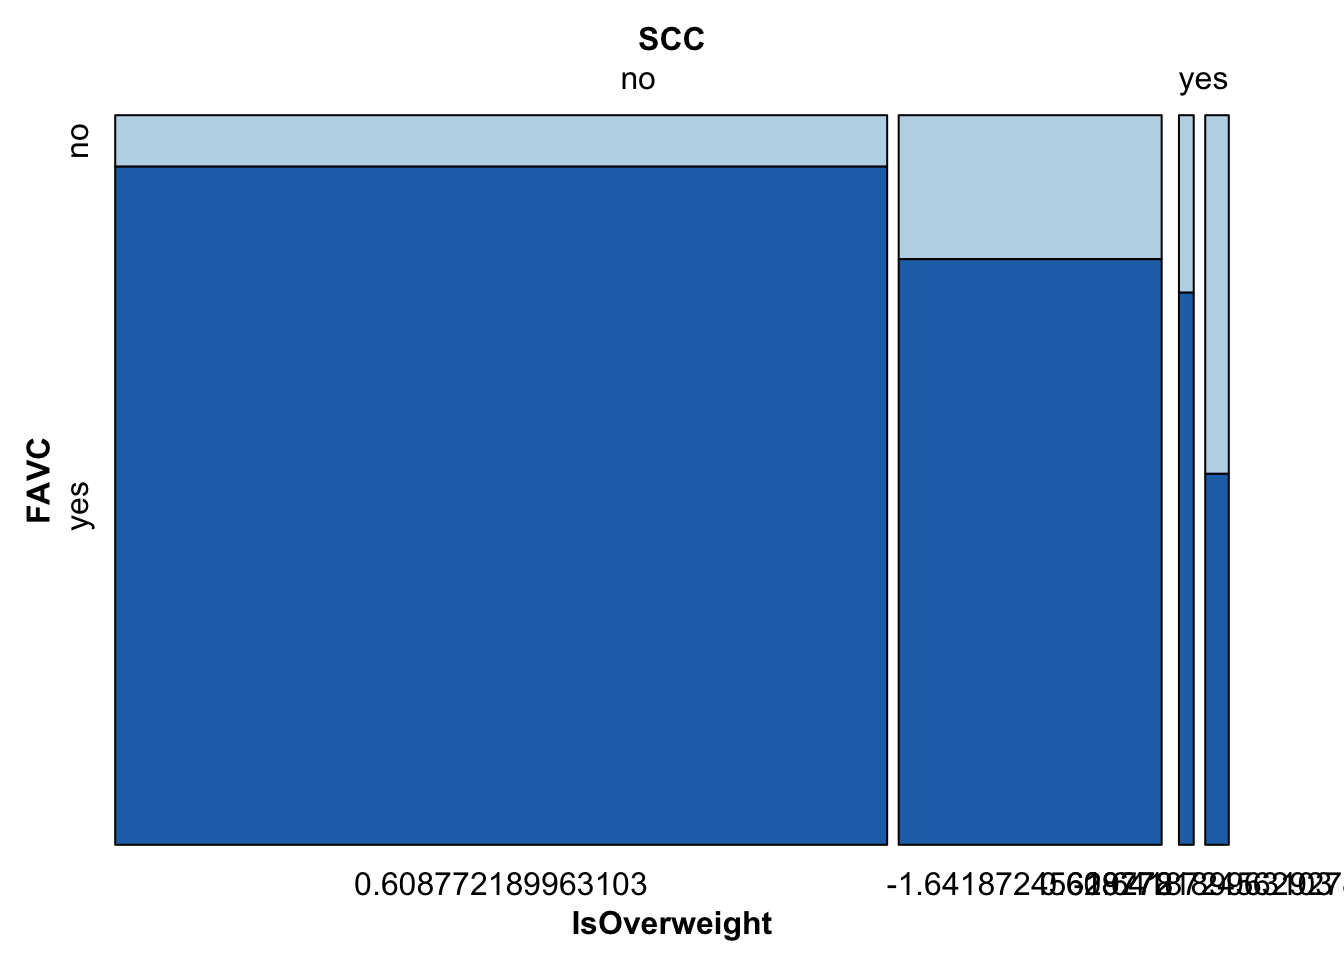 SCC
no
yes
no
yes
FAVC
0.608772189963103
IsOverweight